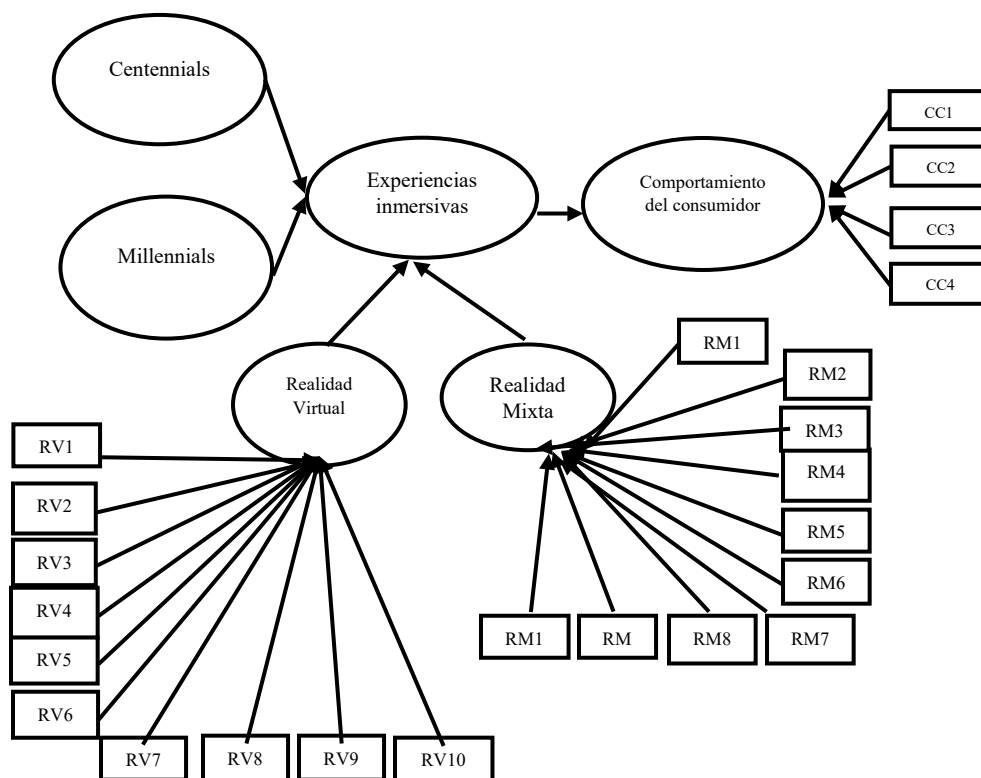 Centennials
Millennials
Experiencias
inmersivas
Comportamiento
del consumidor
CC1
CC2
CC3
CC4
Realidad
Virtual
Realidad
Mixta
RM1
RM2
RM3
RM4
RM5
RM6
RM7
RM8
RM
RM1
RV1
RV2
RV3
RV4
RV5
RV6
RV7
RV8
RV9
RV10